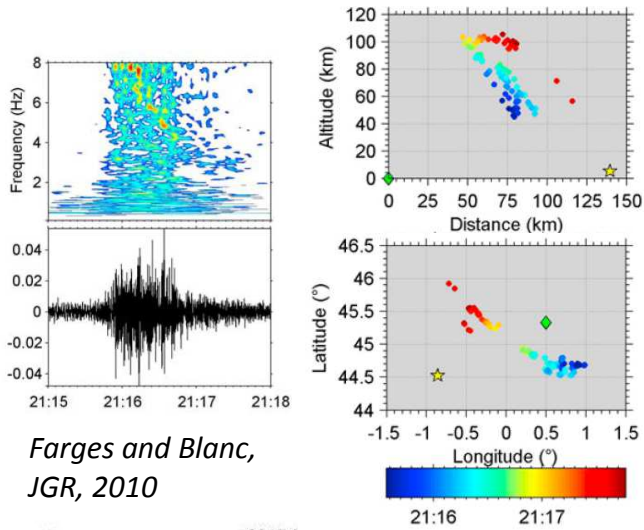 8
6
4
2
Frequency (Hz)
0.04
0.02
0
-0.02
-0.04
21:15 21:16 21:17 21:18
120
100
80
60
40
20
0
Altitude (km)
0 25 50 75 100 125 150
Distance (km)
46.5
46
45.5
45
44.5
44
Latitude (°)
-1.5 -1 -0.5 0 0.5 1 1.5
Longitude (°)
21:16 21:17
Farges and Blanc,
JGR, 2010